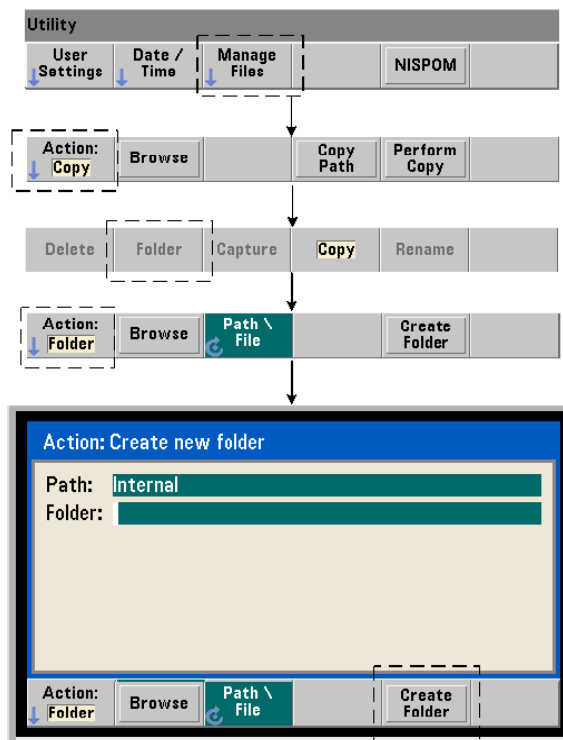 Utility
User Settings
Date / Time
Manage Files
NISPOM
Action: Copy
Browse
Copy Path
Perform Copy
Delete
Folder
Capture
Copy
Rename
Action: Folder
Browse
Path \ File
Create Folder
Action: Create new folder
Path: Internal
Folder:
Action: Folder
Browse
Path \ File
Create Folder